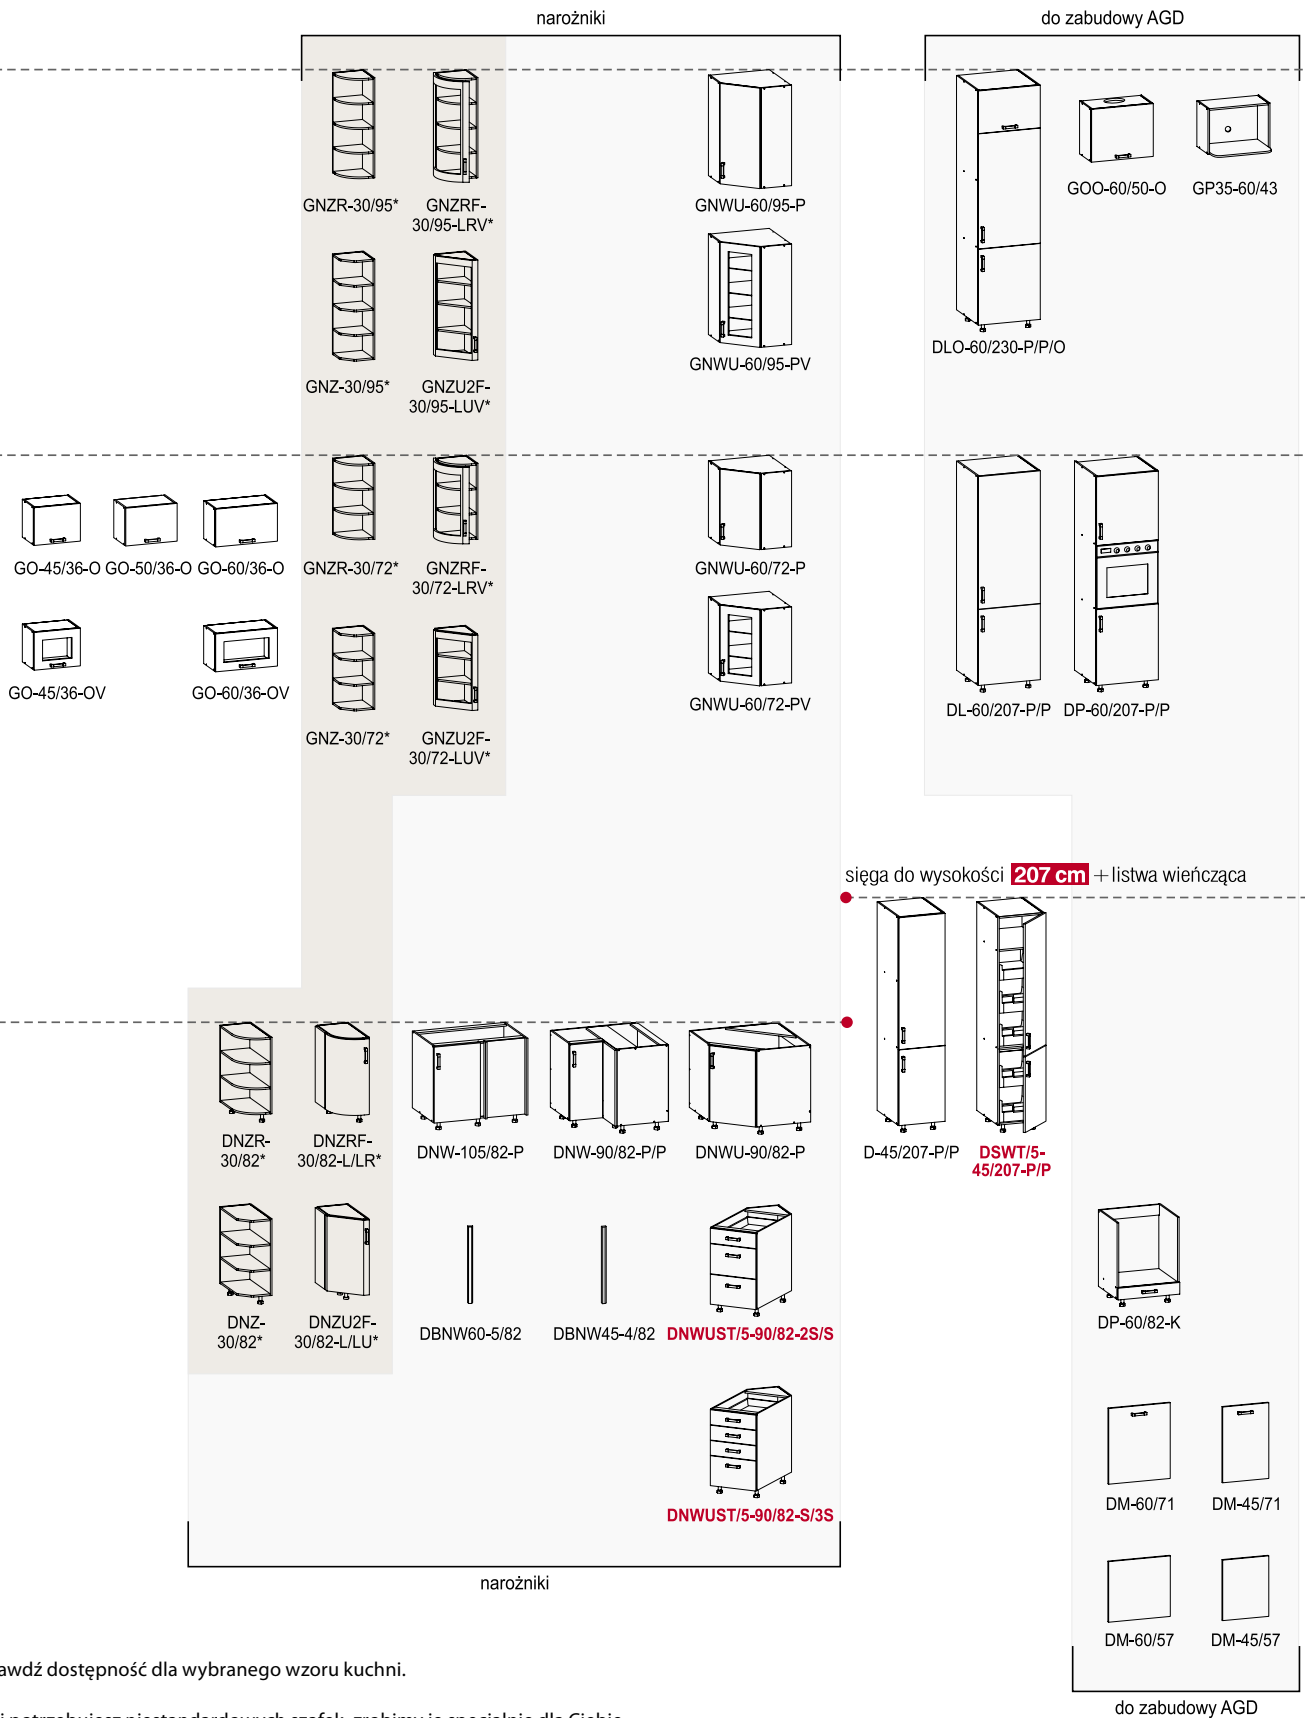 narożniki
do zabudowy AGD
GNZR-30/95*
GNZRF-
30/95-LRV*
GNWU-60/95-P
GOO-60/50-O
GP35-60/43
GNZ-30/95*
GNZU2F-
30/95-LUV*
GNWU-60/95-PV
DLO-60/230-P/P/O
GO-45/36-O
GO-50/36-O
GO-60/36-O
GNZR-30/72*
GNZRF-
30/72-LRV*
GNWU-60/72-P
GO-45/36-OV
GO-60/36-OV
GNZ-30/72*
GNZU2F-
30/72-LUV*
GNWU-60/72-PV
DL-60/207-P/P
DP-60/207-P/P
sięga do wysokości 207 cm +listwa wieńcząca
DNZR-
30/82*
DNZRF-
30/82-L/LR*
DNW-105/82-P
DNW-90/82-P/P
DNWU-90/82-P
D-45/207-P/P
DSWT/5-
45/207-P/P
DNZ-
30/82*
DNZU2F-
30/82-L/LU*
DBNW60-5/82
DBNW45-4/82
DNWUST/5-90/82-2S/S
DP-60/82-K
DNWUST/5-90/82-S/3S
DM-60/71
DM-45/71
narożniki
DM-60/57
DM-45/57
awdź dostępność dla wybranego wzoru kuchni.
do zabudowy AGD